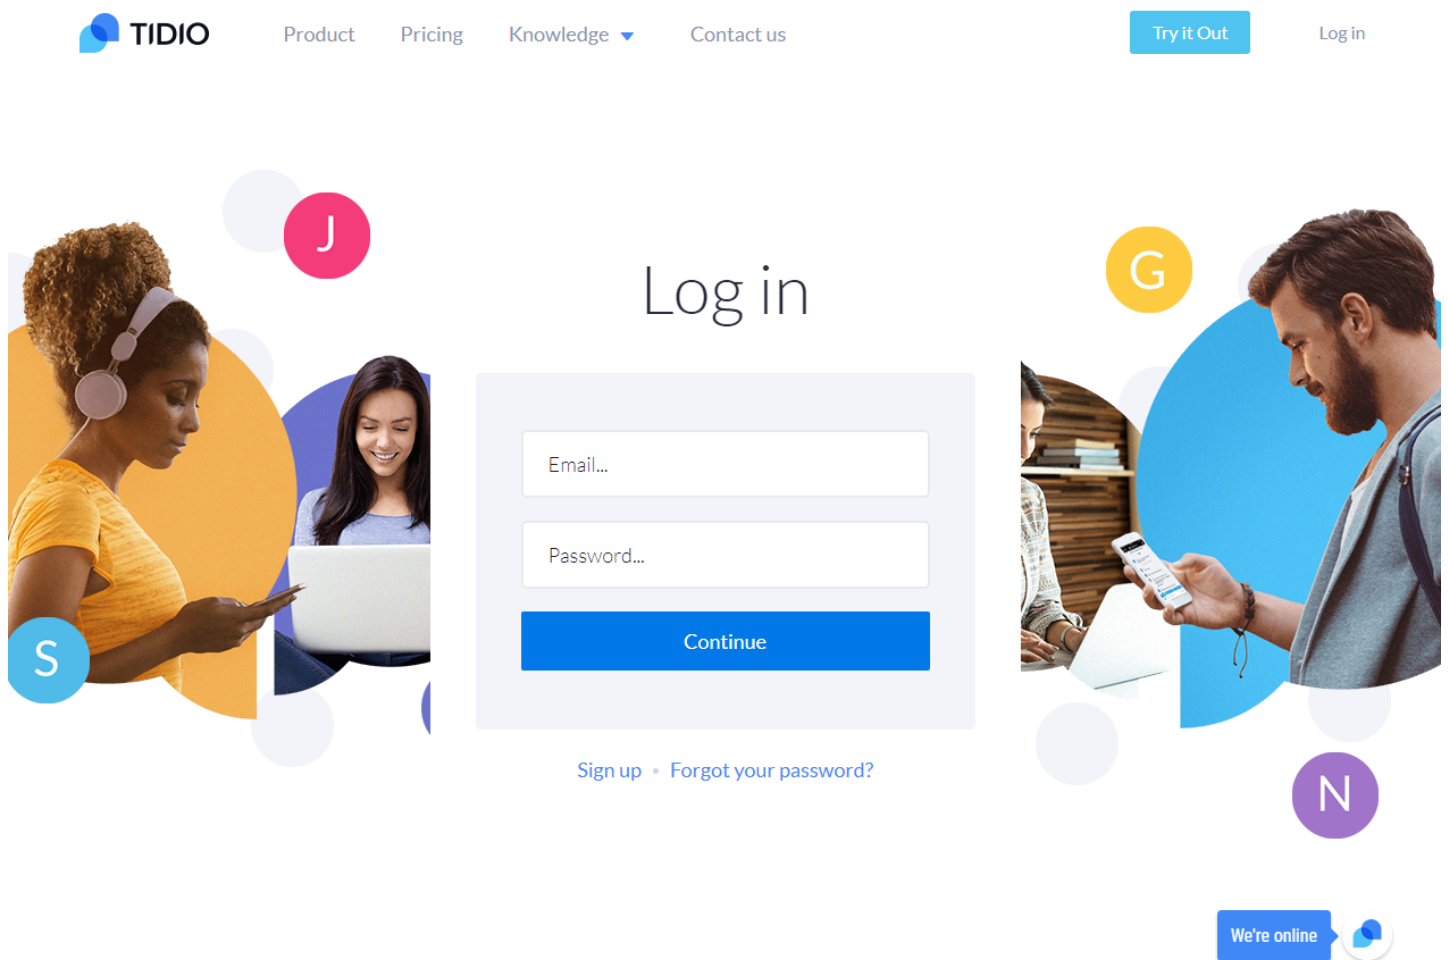 TIDIO
Product Pricing Knowledge Contact us Try it Out Log in
J
G
Log in
Email...
Password...
Continue
S
Sign up • Forgot your password?
N
We're online